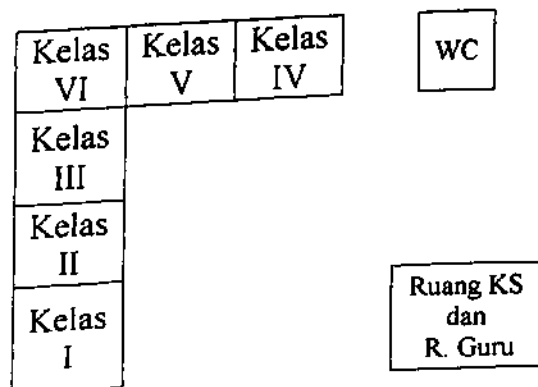 Kelas
VI
Kelas
V
Kelas
IV
WC
Kelas
III
Kelas
II
Kelas
I
Ruang KS
dan
R. Guru